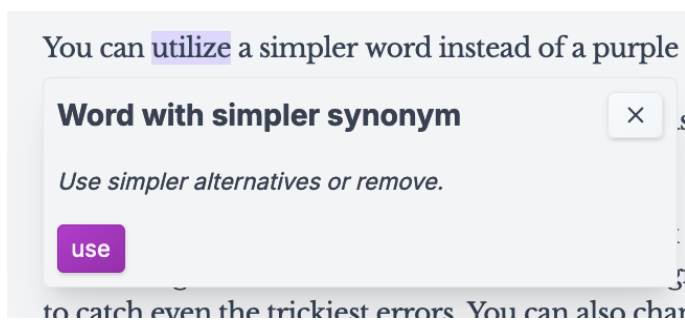 You can utilize a simpler word instead of a purple
Word with simpler synonym
Use simpler alternatives or remove.
use
to catch even the trickiest errors. You can also